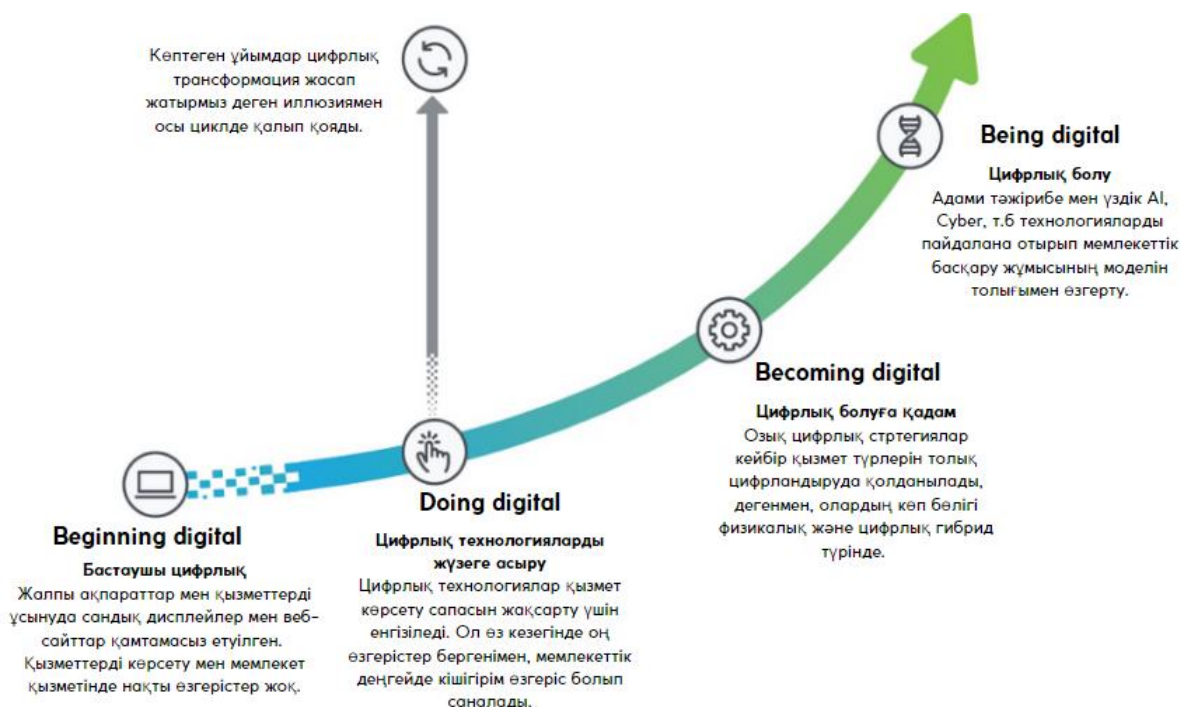 Көптеген ұйымдар цифрлық
трансформация жасап
жатырмыз деген иллюзиямен
осы циклде қалып қояды.
Beginning digital
Бастаушы цифрлық
Жалпы ақпараттар мен қызметтерді
ұсынуда сандық дисплейлер мен веб-
сайттар қамтамасыз етуілген.
Қызметтерді көрсету мен мемлекет
қызметінде нақты өзгерістер жоқ.
Doing digital
Цифрлық технологияларды
жүзеге асыру
Цифрлық технологиялар қызмет
көрсету сапасын жақсарту үшін
енгізіледі. Ол өз кезегінде оң
өзгерістер бергенімен, мемлекеттік
деңгейде кішігірім өзгеріс болып
саналады.
Becoming digital
Цифрлық болуға қадам
Озық цифрлық стртегиялар
кейбір қызмет түрлерін толық
цифрландыруда қолданылады,
дегенмен, олардың көп бөлігі
физикалық және цифрлық гибрид
түрінде.
Being digital
Цифрлық болу
Адами тәжірибе мен үздік AI,
Cyber, т.б технологияларды
пайдалана отырып мемлекеттік
басқару жұмысының моделін
толығымен өзгерту.